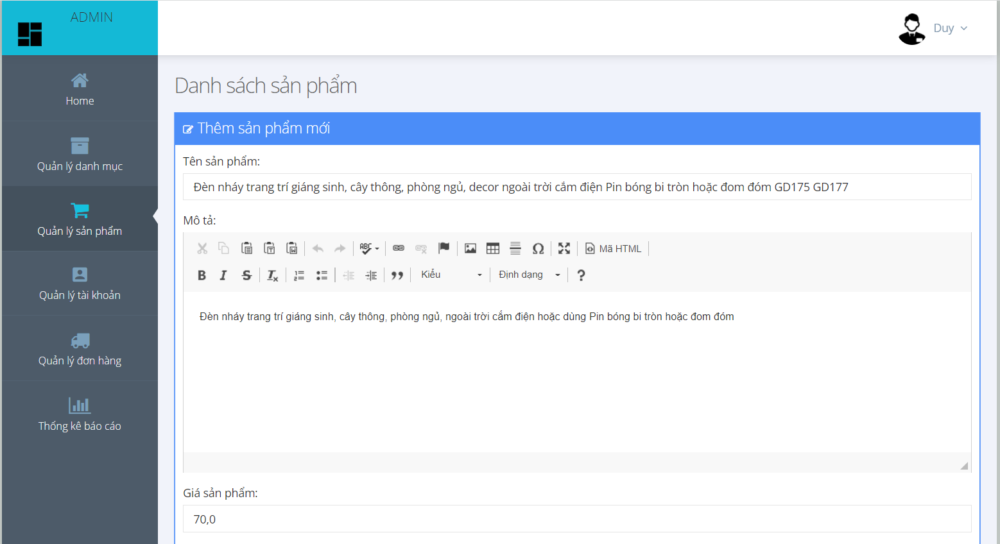 ADMIN
Duy
Home
Quản lý danh mục
Quản lý sản phẩm
Quản lý tài khoản
Quản lý đơn hàng
Thống kê báo cáo
Danh sách sản phẩm
Thêm sản phẩm mới
Tên sản phẩm:
Đèn nháy trang trí giáng sinh, cây thông, phòng ngủ, decor ngoài trời cắm điện Pin bóng bi tròn hoặc đom đóm GD175 GD177
Mô tả:
ABC Ω Mã HTML
B I S Tx Kiểu Định dạng ?
Đèn nháy trang trí giáng sinh, cây thông, phòng ngủ, ngoài trời cắm điện hoặc dùng Pin bóng bi tròn hoặc đom đóm
Giá sản phẩm:
70,0